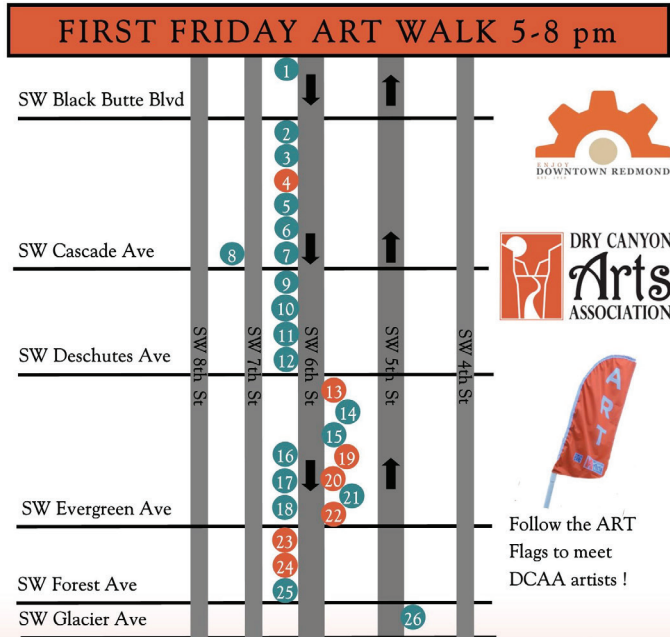 FIRST FRIDAY ART WALK 5-8 pm
1
SW Black Butte Blvd
2
3
4
5
6
SW Cascade Ave
8
7
9
10
11
12
SW Deschutes Ave
SW 8th St
SW 7th St
SW 6th St
SW 5th St
SW 4th St
13
14
15
16
19
17
20
21
18
22
SW Evergreen Ave
23
24
25
SW Forest Ave
SW Glacier Ave
26
ENJOY
DOWNTOWN REDMOND
DRY CANYON
Arts
ASSOCIATION
ART
Follow the ART
Flags to meet
DCAA artists !